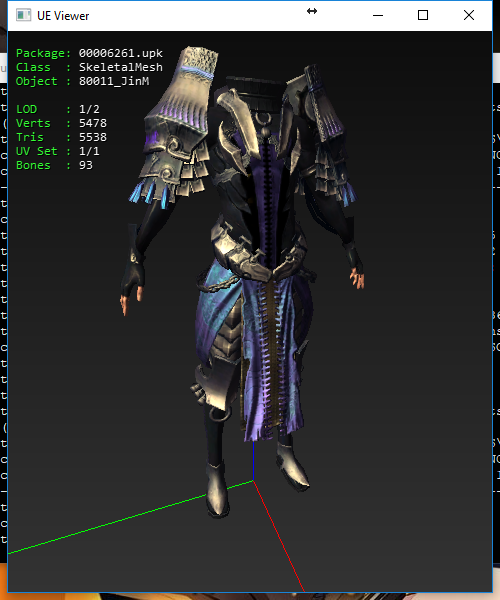 UE Viewer
Package: 00006261.upk
Class  : SkeletalMesh
Object : 80011_JinM
LOD    : 1/2
Verts  : 5478
Tris   : 5538
UV Set : 1/1
Bones  : 93